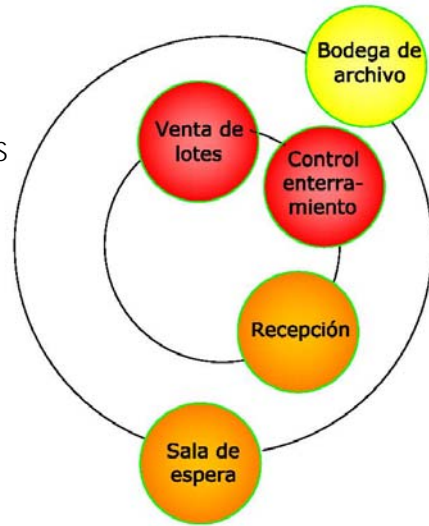 Bodega de
archivo
Venta de
lotes
s
Control
enterra-
miento
Recepción
Sala de
espera